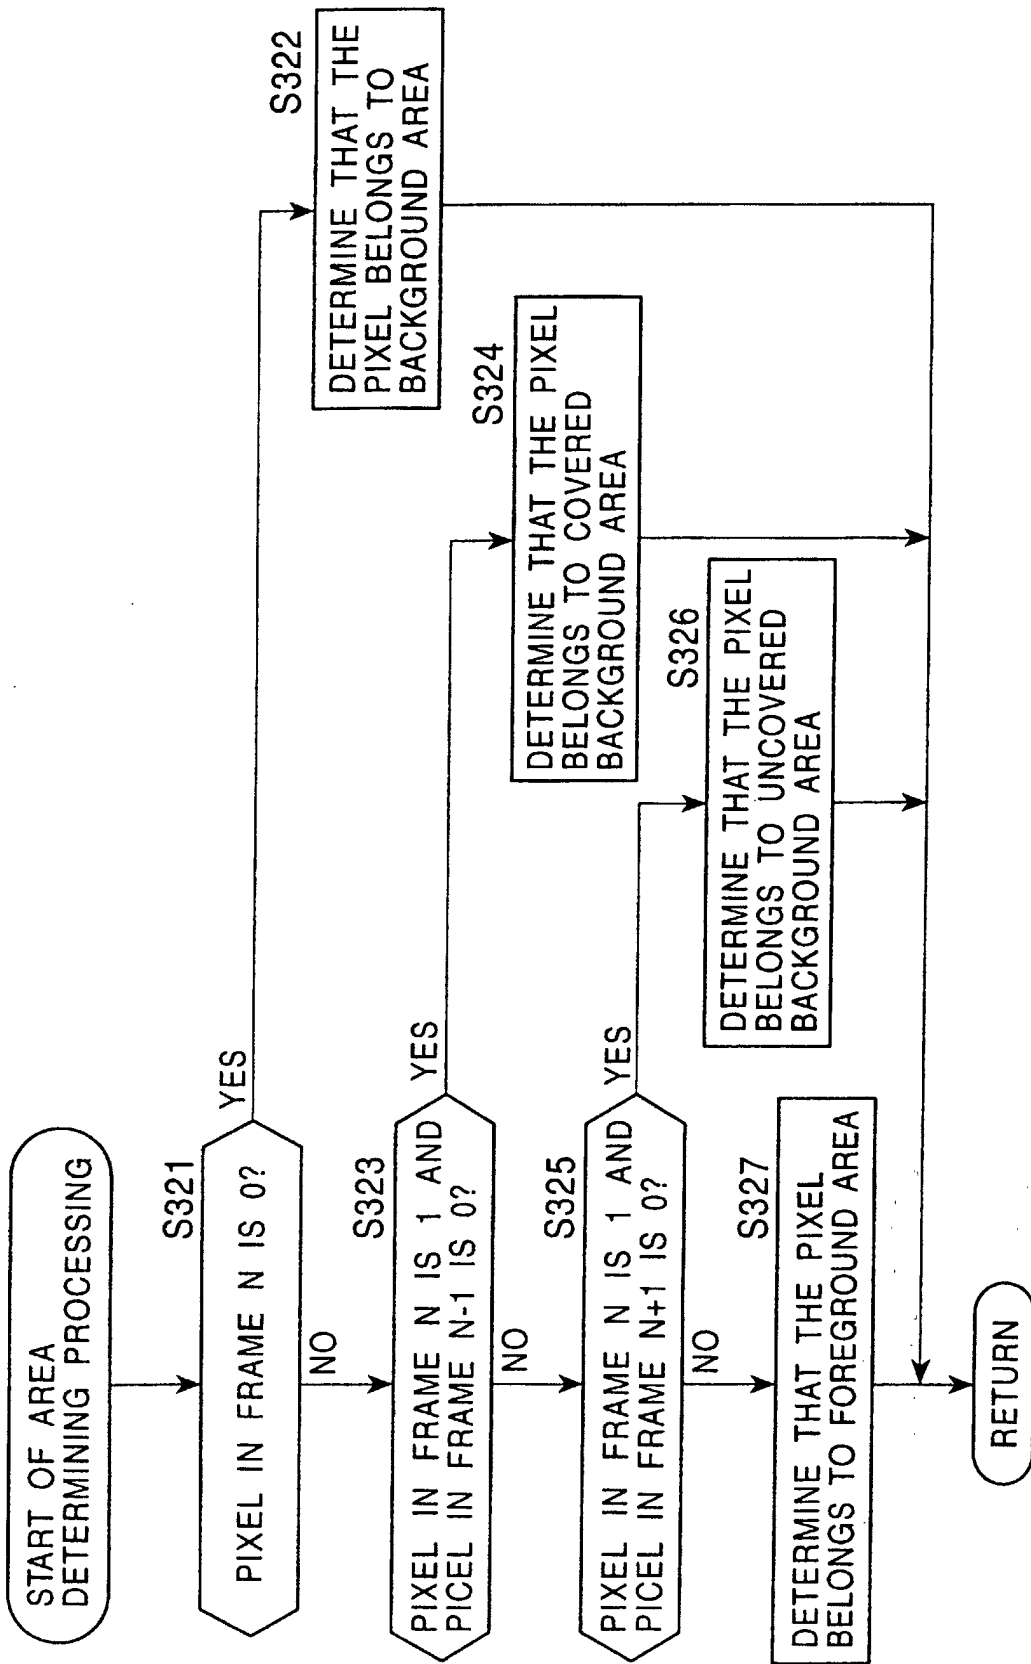 START OF AREA
DETERMINING PROCESSING
S321
PIXEL IN FRAME N IS 0?
YES
NO
S322
DETERMINE THAT THE
PIXEL BELONGS TO
BACKGROUND AREA
S323
PIXEL IN FRAME N IS 1 AND
PICEL IN FRAME N-1 IS 0?
YES
NO
S324
DETERMINE THAT THE PIXEL
BELONGS TO COVERED
BACKGROUND AREA
S325
PIXEL IN FRAME N IS 1 AND
PICEL IN FRAME N+1 IS 0?
YES
NO
S326
DETERMINE THAT THE PIXEL
BELONGS TO UNCOVERED
BACKGROUND AREA
S327
DETERMINE THAT THE PIXEL
BELONGS TO FOREGROUND AREA
RETURN